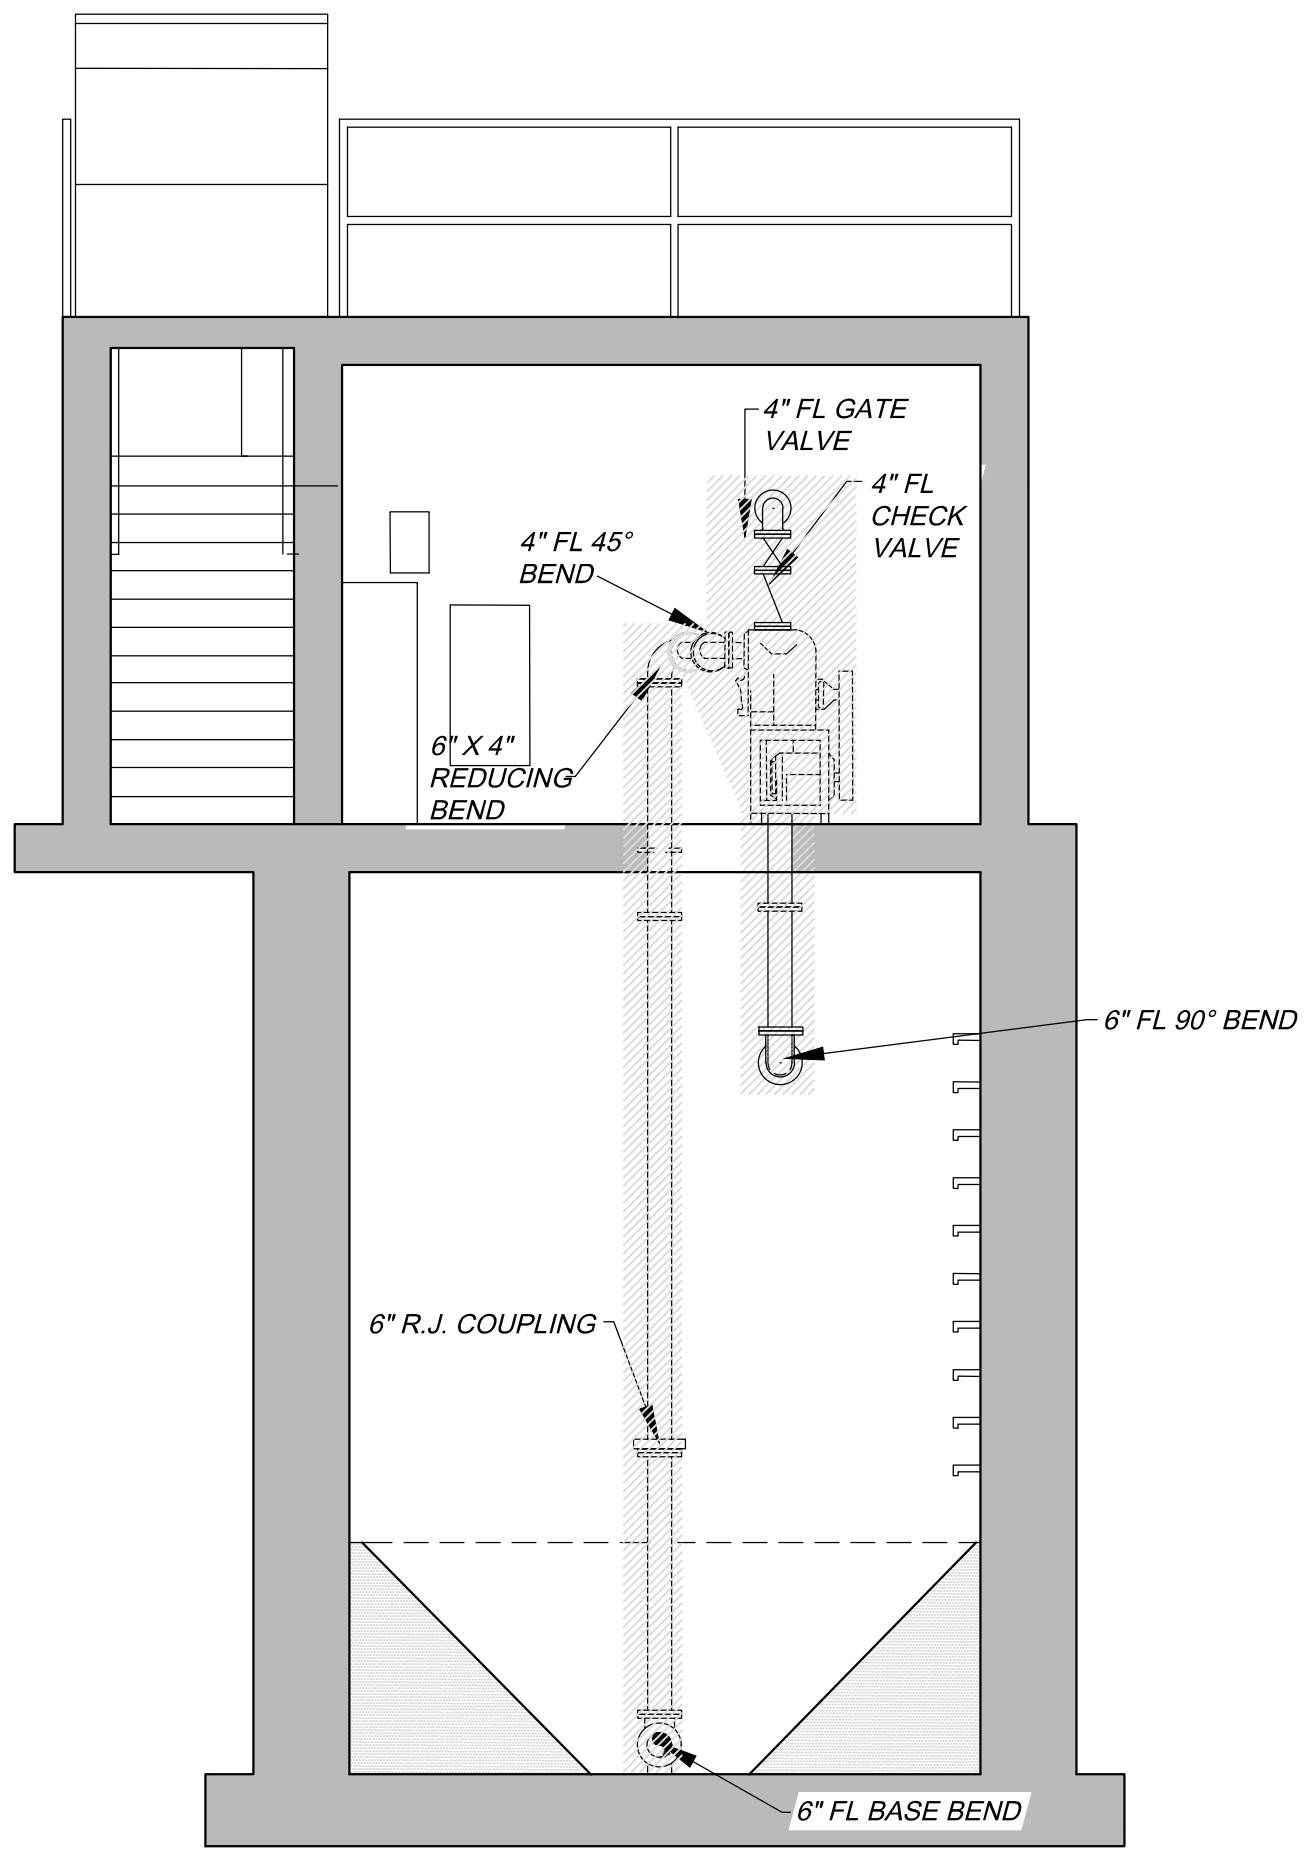 4" FL GATE
VALVE
4" FL
CHECK
VALVE
4" FL 45°
BEND
6" X 4"
REDUCING
BEND
6" FL 90° BEND
6" R.J. COUPLING
6" FL BASE BEND